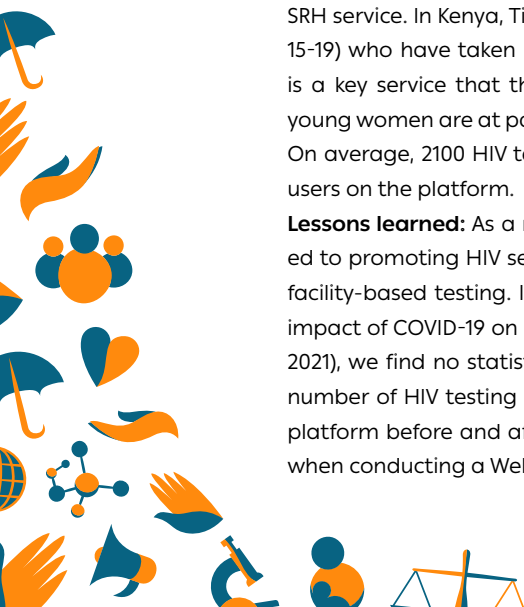 SRH service. In Kenya, Ti
15-19) who have taken
is a key service that th
young women are at pa
On average, 2100 HIV te
users on the platform.
Lessons learned: As a r
ed to promoting HIV se
facility-based testing. I
impact of COVID-19 on
2021), we find no statist
number of HIV testing
platform before and af
when conducting a Wel